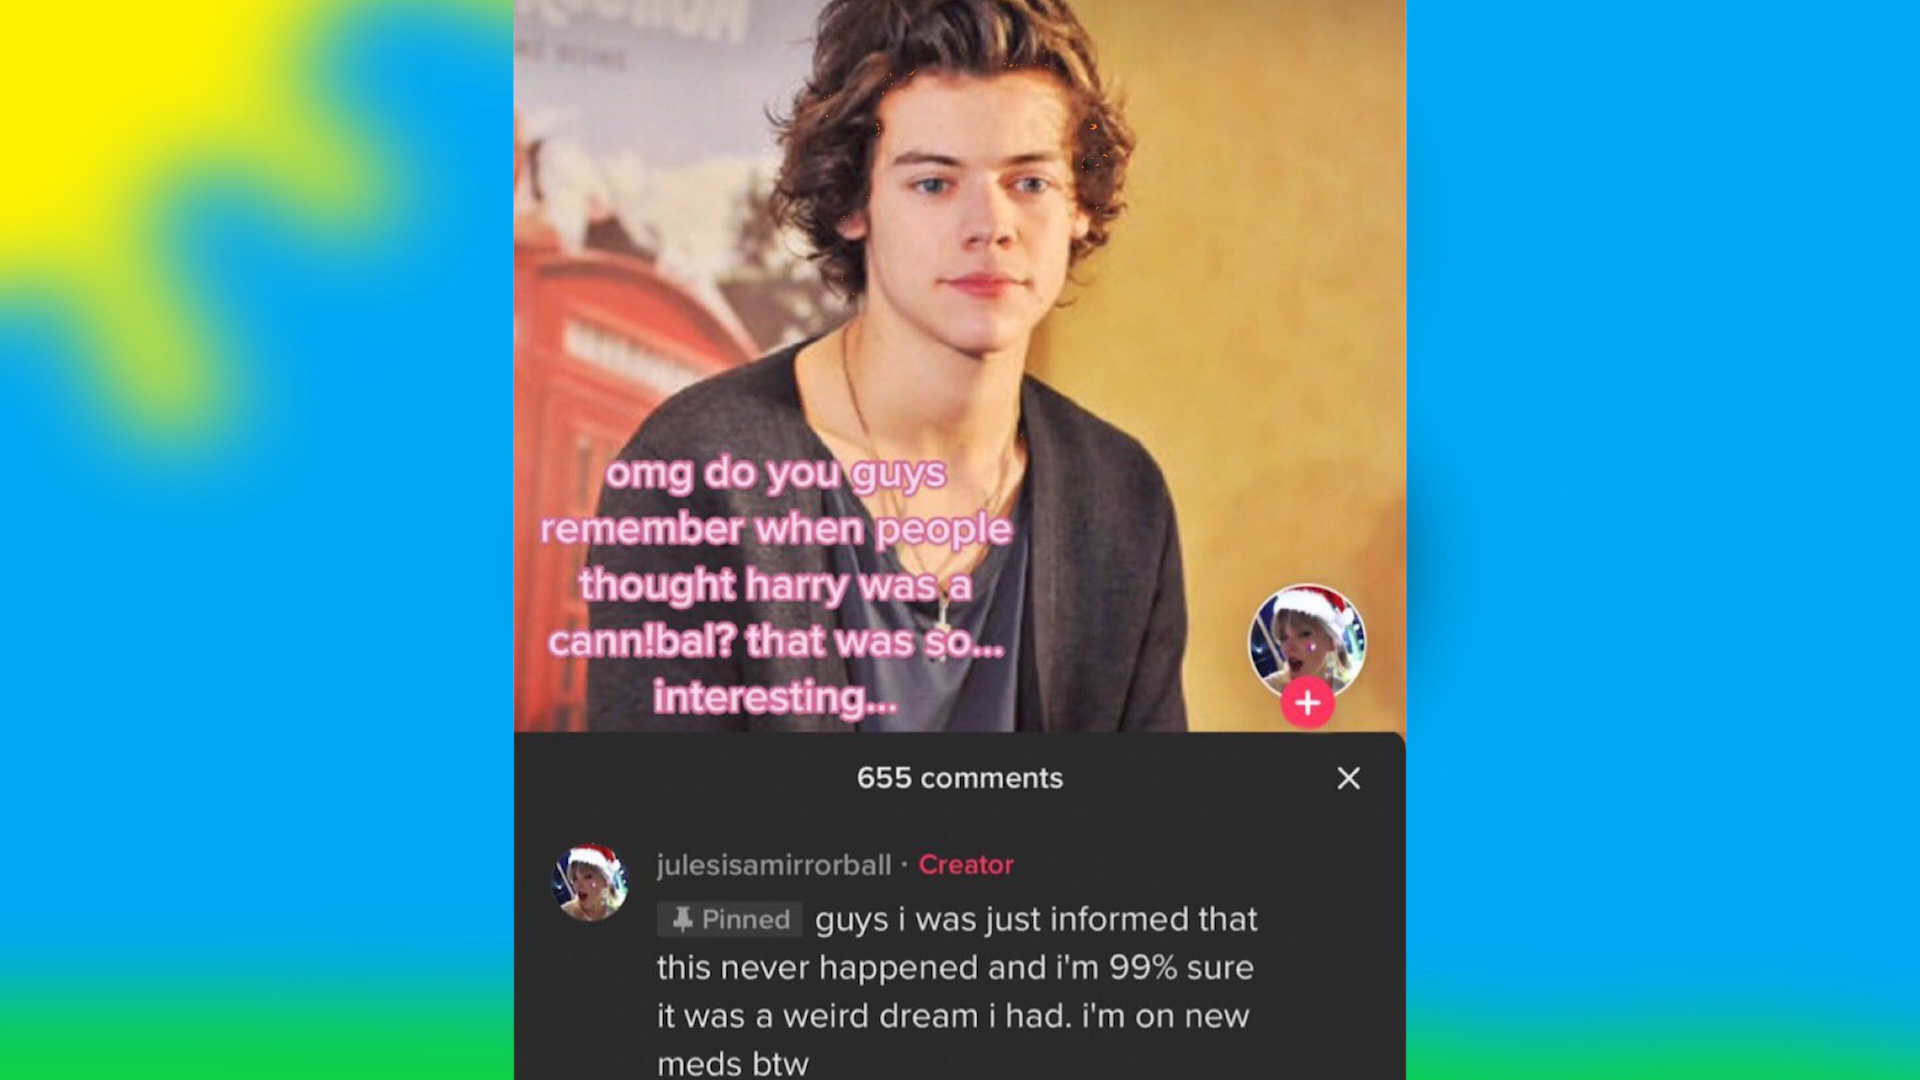 omg do you guys
remember when people
thought harry was a
cann!bal? that was so...
interesting...
655 comments
julesisamirrorball · Creator
Pinned guys i was just informed that
this never happened and i'm 99% sure
it was a weird dream i had. i'm on new
meds btw